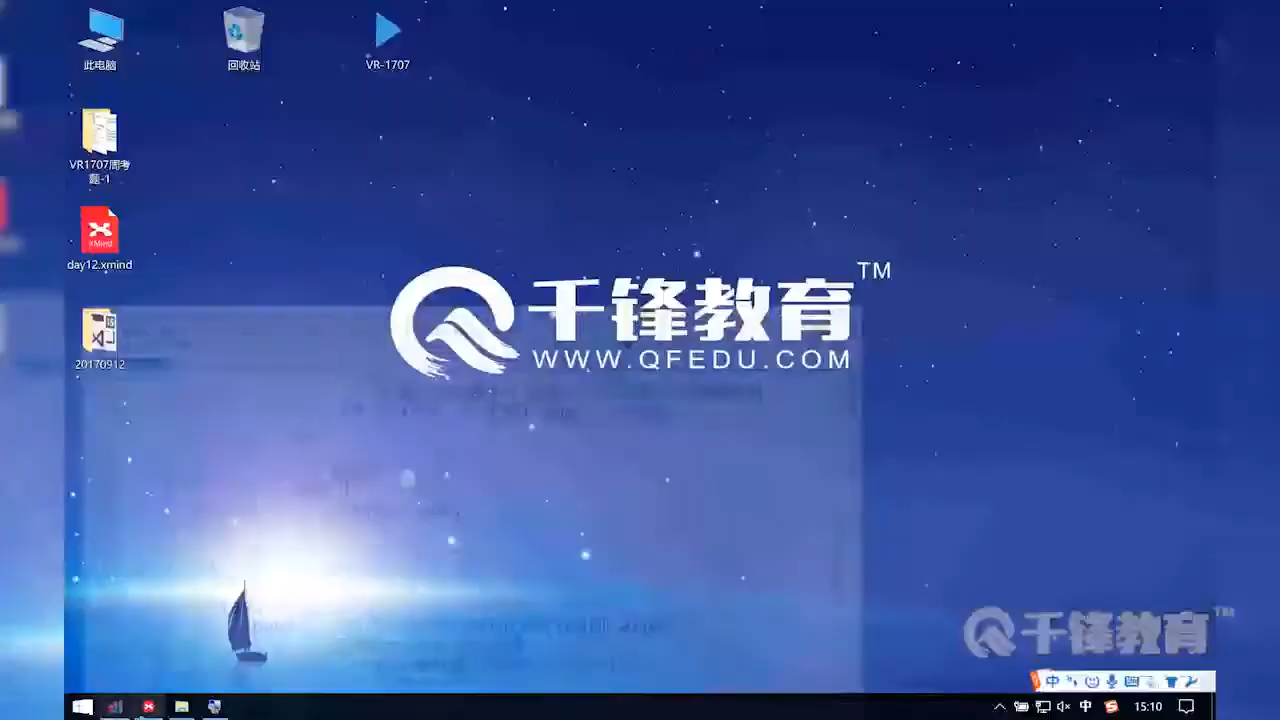 此电脑
回收站
VR-1707
VR1707周考
题-1
XMind
day12.xmind
20170912
千锋教育TM
WWW.QFEDU.COM
千锋教育TM
中
中
15:10